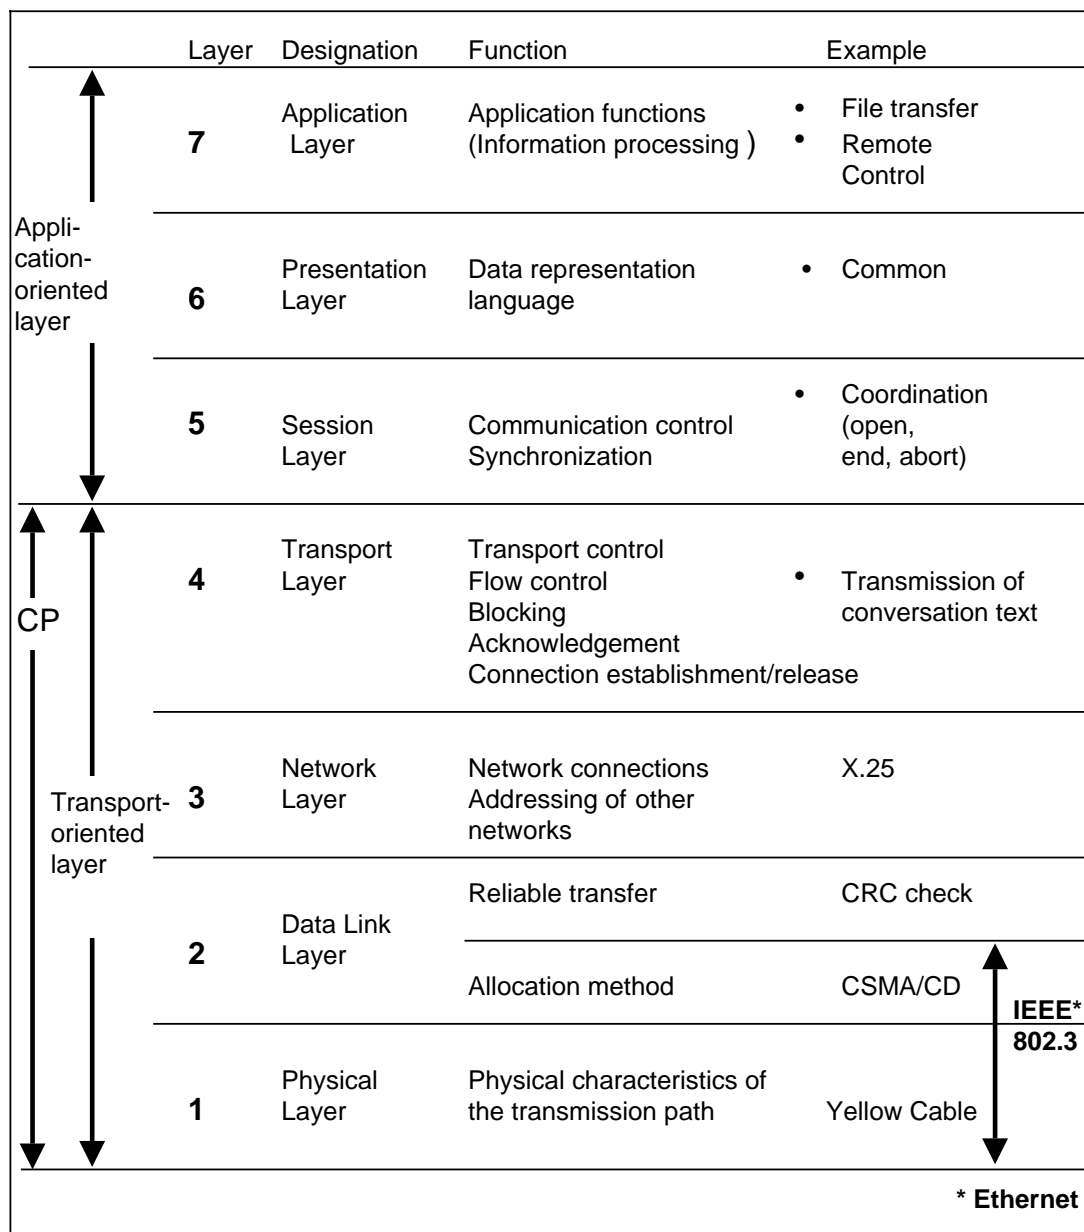 Layer Designation Function Example
Application File transfer
7 Layer Application functions • Remote
(Information processing ) • Control
Appli-
cation-
oriented
layer
Presentation Data representation • Common
6 Layer language
• Coordination
5 Session Communication control (open,
Layer Synchronization end, abort)
Transport Transport control
4 Layer Flow control • Transmission of
CP Blocking conversation text
Acknowledgement
Connection establishment/release
Network Network connections X.25
3 Layer Addressing of other
networks
Transport-
oriented
layer
Reliable transfer CRC check
Data Link
2 Layer
Allocation method CSMA/CD
IEEE*
802.3
Physical Physical characteristics of
1 Layer the transmission path Yellow Cable
* Ethernet